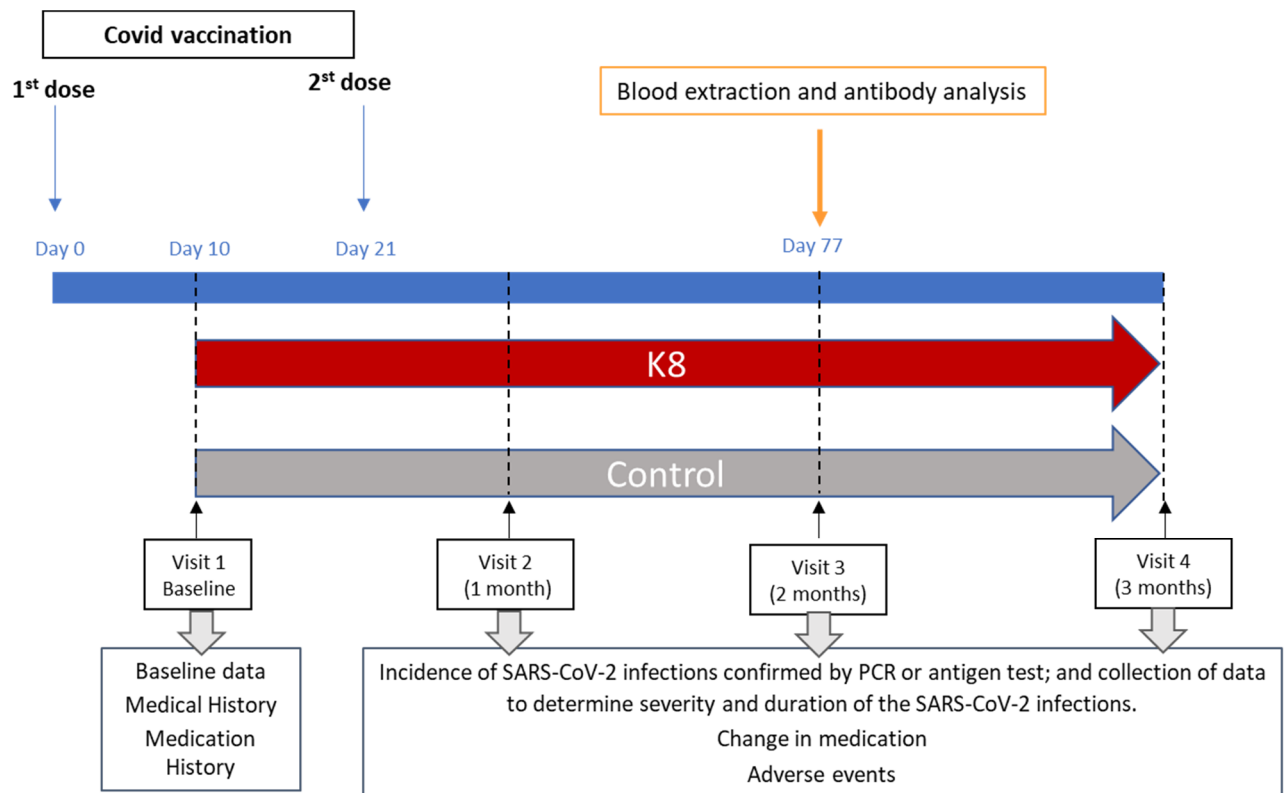 Covid vaccination
1st dose
2nd dose
Blood extraction and antibody analysis
Day 0
Day 10
Day 21
Day 77
K8
Control
Visit 1
Baseline
Visit 2
(1 month)
Visit 3
(2 months)
Visit 4
(3 months)
Baseline data
Medical History
Medication
History
Incidence of SARS-CoV-2 infections confirmed by PCR or antigen test; and collection of data
to determine severity and duration of the SARS-CoV-2 infections.
Change in medication
Adverse events